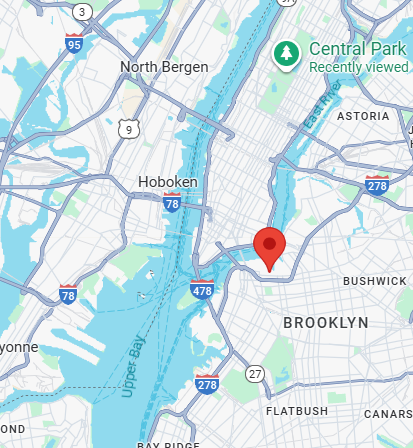 9A
3
95
Central Park
Recently viewed
North Bergen
East River
ASTORIA
9
Hoboken
278
78
BUSHWICK
78
478
BROOKLYN
yonne
Upper Bay
278
27
FLATBUSH
CANARS
OND
BAY RIDGE